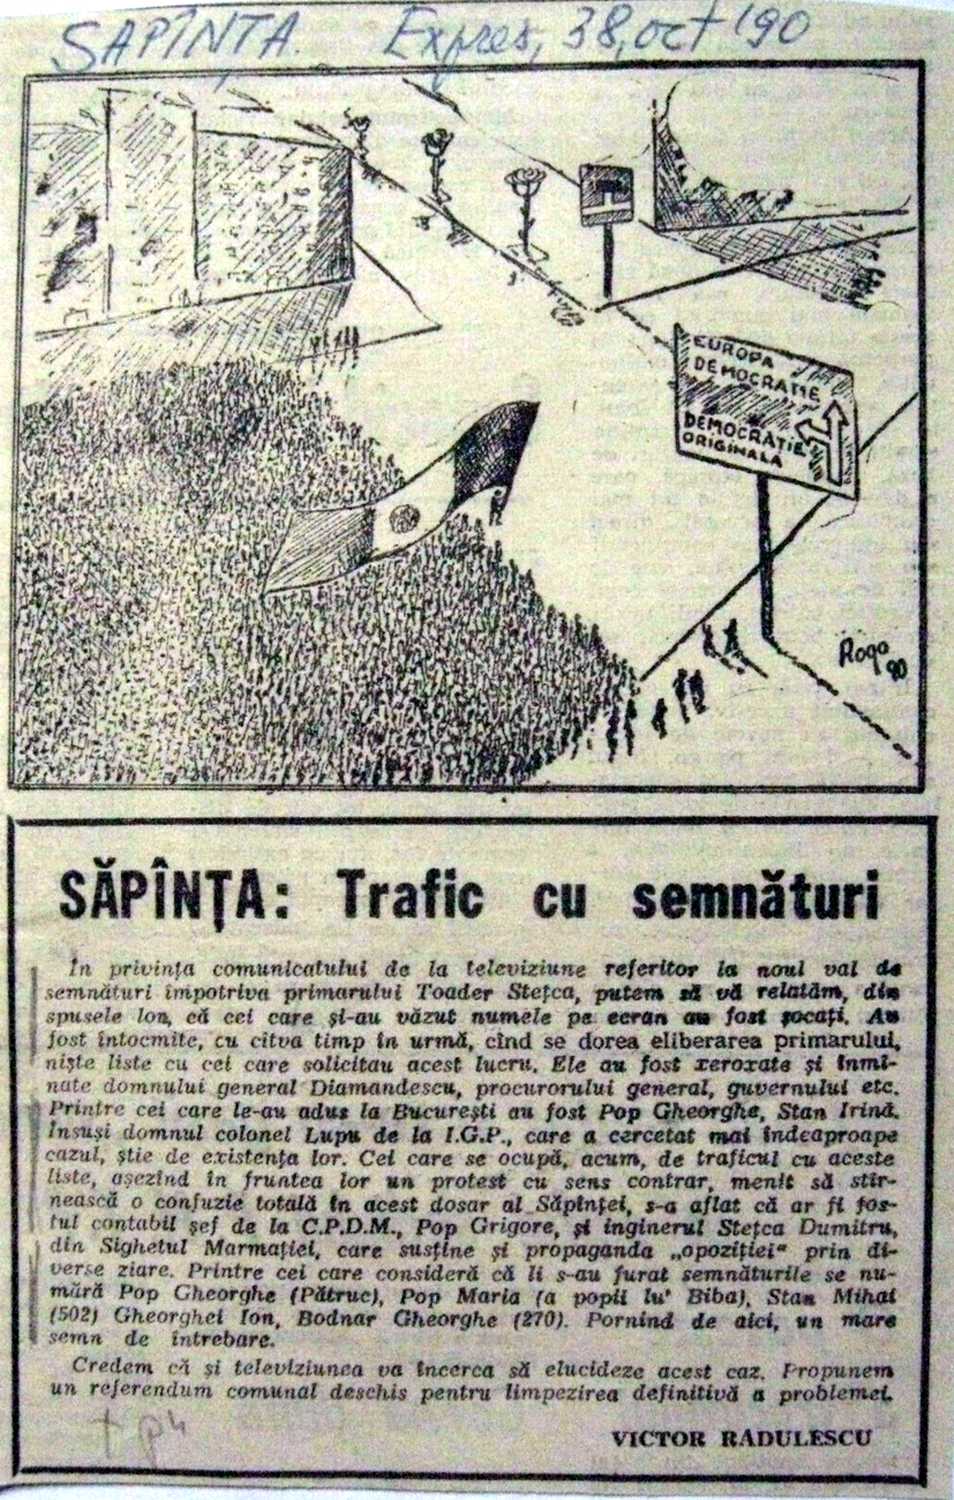 SAPÎNȚA. Expres, 38, oct '90
EUROPA
DEMOCRATIE
DEMOCRATIE
ORIGINALA
Rogo
90
SĂPÎNȚA: Trafic cu semnături
În privința comunicatului de la televiziune referitor la noul val de
semnături împotriva primarului Toader Stețca, putem să vă relatăm, din
spusele lor, că cei care și-au văzut numele pe ecran au fost șocați. Au
fost întocmite, cu cîtva timp în urmă, cînd se dorea eliberarea primarului,
niște liste cu cei care solicitau acest lucru. Ele au fost xeroxate și înmî-
nate domnului general Diamandescu, procurorului general, guvernului etc.
Printre cei care le-au adus la București au fost Pop Gheorghe, Stan Irină.
Însuși domnul colonel Lupu de la I.G.P., care a cercetat mai îndeaproape
cazul, știe de existența lor. Cei care se ocupă, acum, de traficul cu aceste
liste, așezînd în fruntea lor un protest cu sens contrar, menit să stîr-
nească o confuzie totală în acest dosar al Săpînței, s-a aflat că ar fi fos-
tul contabil șef de la C.P.D.M., Pop Grigore, și inginerul Stețca Dumitru,
din Sighetul Marmației, care susține și propaganda „opoziției" prin di-
verse ziare. Printre cei care consideră că li s-au furat semnăturile se nu-
mără Pop Gheorghe (Pătruc), Pop Maria (a popii lu' Biba), Stan Mihai
(502) Gheorghei Ion, Bodnar Gheorghe (270). Pornind de aici, un mare
semn de întrebare.
Credem că și televiziunea va încerca să elucideze acest caz. Propunem
un referendum comunal deschis pentru limpezirea definitivă a problemei.
VICTOR RADULESCU
+ p4